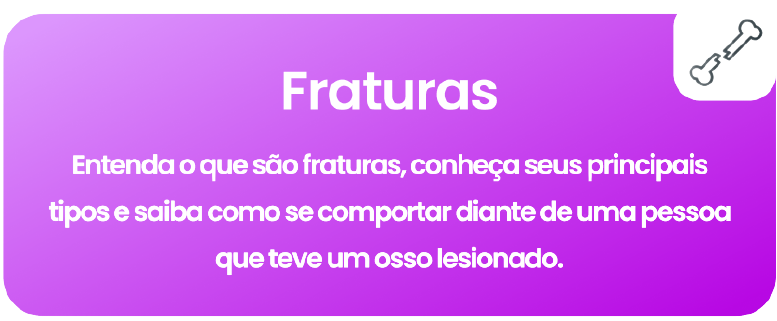 Fraturas
Entenda o que são fraturas, conheça seus principais
tipos e saiba como se comportar diante de uma pessoa
que teve um osso lesionado.